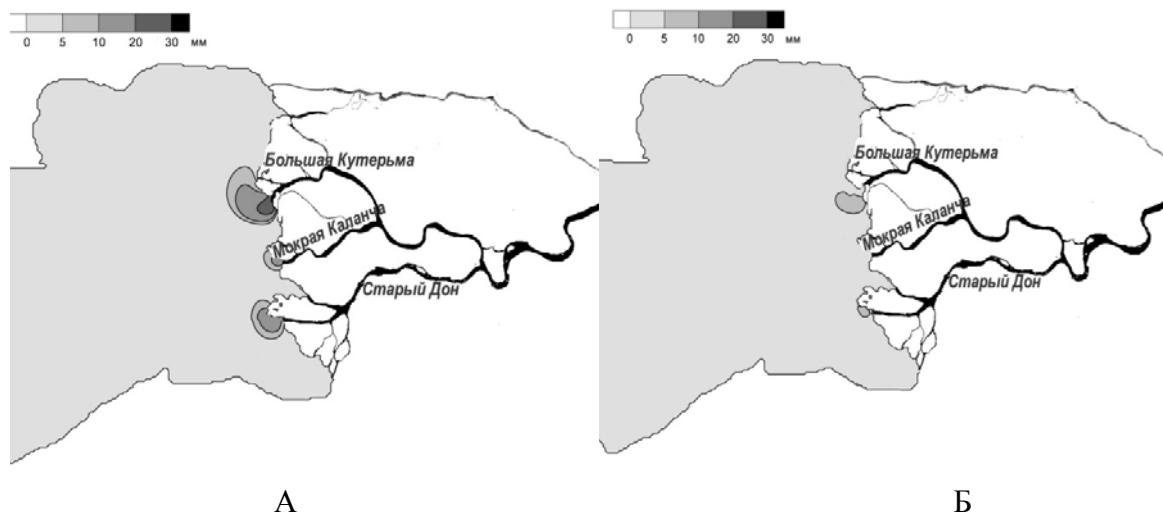 0 5 10 20 30 мм
0 5 10 20 30 мм
Большая Кутерьма
Мокрая Каланча
Старый Дон
Большая Кутерьма
Мокрая Каланча
Старый Дон
А
Б